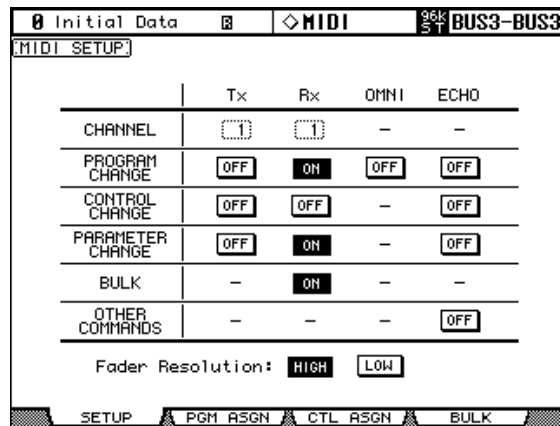 0 Initial Data R ◇MIDI 96k ST BUS3-BUS3
MIDI SETUP
Tx Rx OMNI ECHO
CHANNEL 1 1 – –
PROGRAM CHANGE OFF ON OFF OFF
CONTROL CHANGE OFF OFF – OFF
PARAMETER CHANGE OFF ON – OFF
BULK – ON – –
OTHER COMMANDS – – – OFF
Fader Resolution: HIGH LOW
SETUP PGM ASGN CTL ASGN BULK